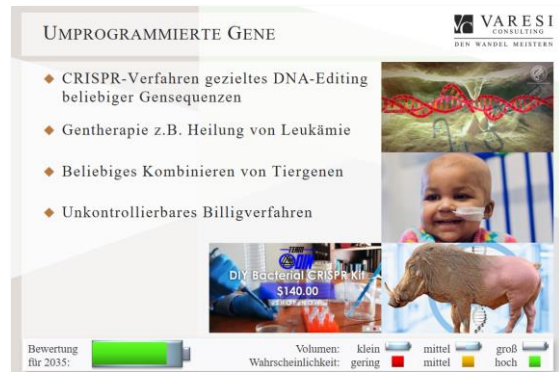 UMPROGRAMMIERTE GENE
VARESI
CONSULTING
DEN WANDEL MEISTERN
CRISPR-Verfahren gezieltes DNA-Editing
beliebiger Gensequenzen
Gentherapie z.B. Heilung von Leukämie
Beliebiges Kombinieren von Tiergenen
Unkontrollierbares Billigverfahren
TEAM
ODIN
DIY Bacterial CRISPR Kit
$140.00
Bewertung
für 2035:
Volumen: klein mittel groß
Wahrscheinlichkeit: gering mittel hoch